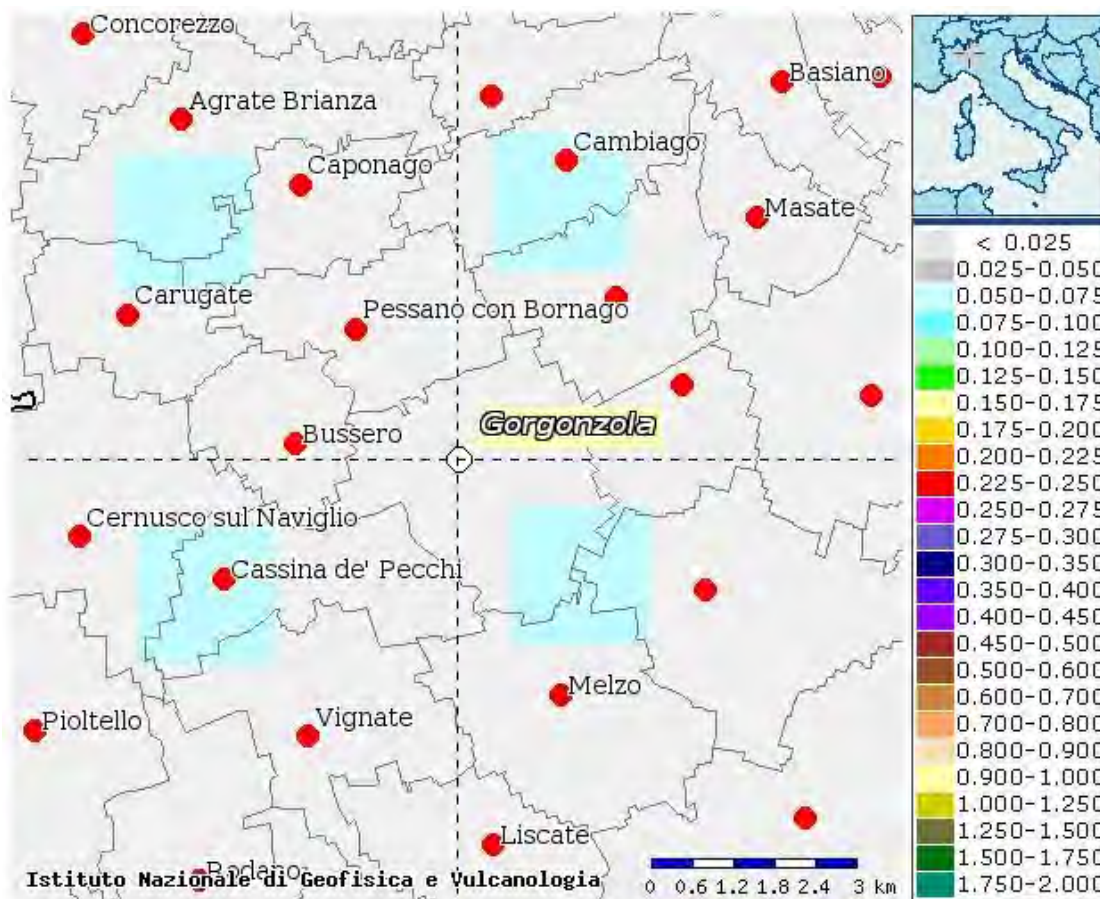 Concorezzo
Agrate Brianza
Basiano
Cambiago
Caponago
Masate
Carugate
Pessano con Bornago
Gorgonzola
Bussero
Cernusco sul Naviglio
Cassina de' Pecchi
Melzo
Pioltello
Vignate
Liscate
Rodano
Istituto Nazionale di Geofisica e Vulcanologia
0 0.6 1.2 1.8 2.4 3 km
< 0.025
0.025-0.050
0.050-0.075
0.075-0.100
0.100-0.125
0.125-0.150
0.150-0.175
0.175-0.200
0.200-0.225
0.225-0.250
0.250-0.275
0.275-0.300
0.300-0.350
0.350-0.400
0.400-0.450
0.450-0.500
0.500-0.600
0.600-0.700
0.700-0.800
0.800-0.900
0.900-1.000
1.000-1.250
1.250-1.500
1.500-1.750
1.750-2.000